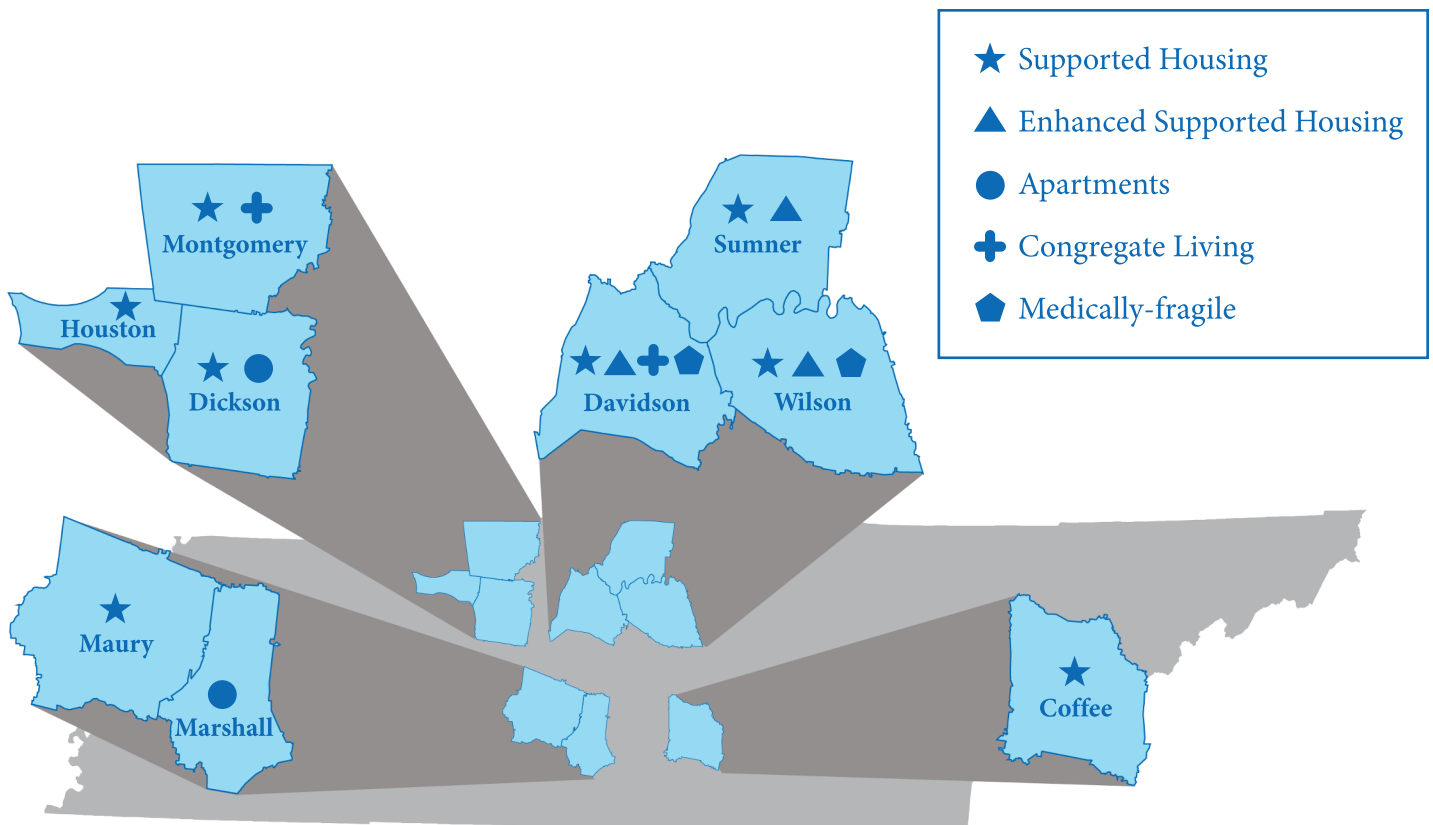 Supported Housing
Enhanced Supported Housing
Apartments
Congregate Living
Medically-fragile
Montgomery
Houston
Dickson
Sumner
Davidson
Wilson
Maury
Marshall
Coffee